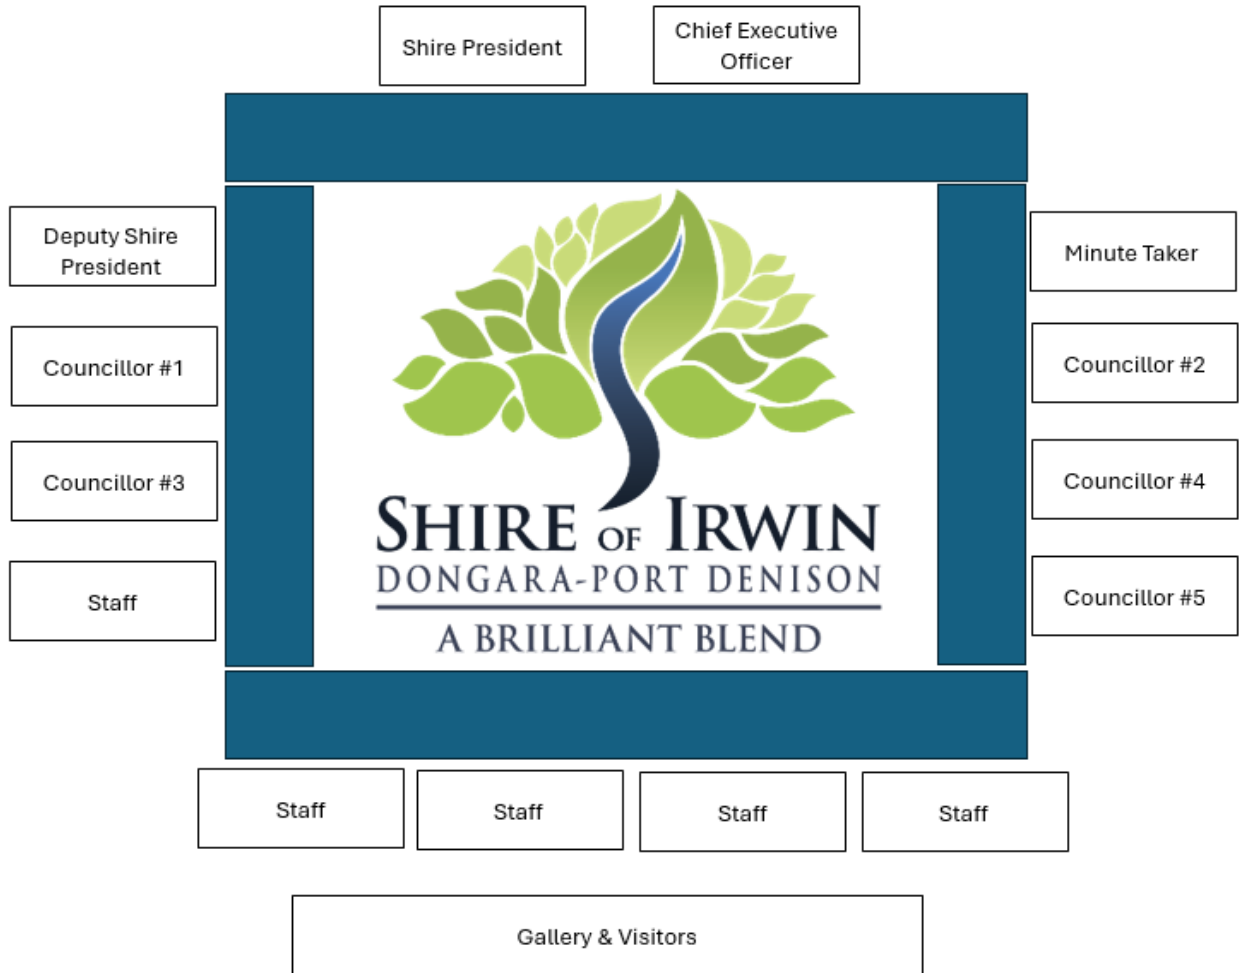 Shire President
Chief Executive
Officer
Deputy Shire
President
Minute Taker
Councillor #1
Councillor #2
Councillor #3
Councillor #4
Staff
Councillor #5
SHIRE OF IRWIN
DONGARA-PORT DENISON
A BRILLIANT BLEND
Staff
Staff
Staff
Staff
Gallery & Visitors